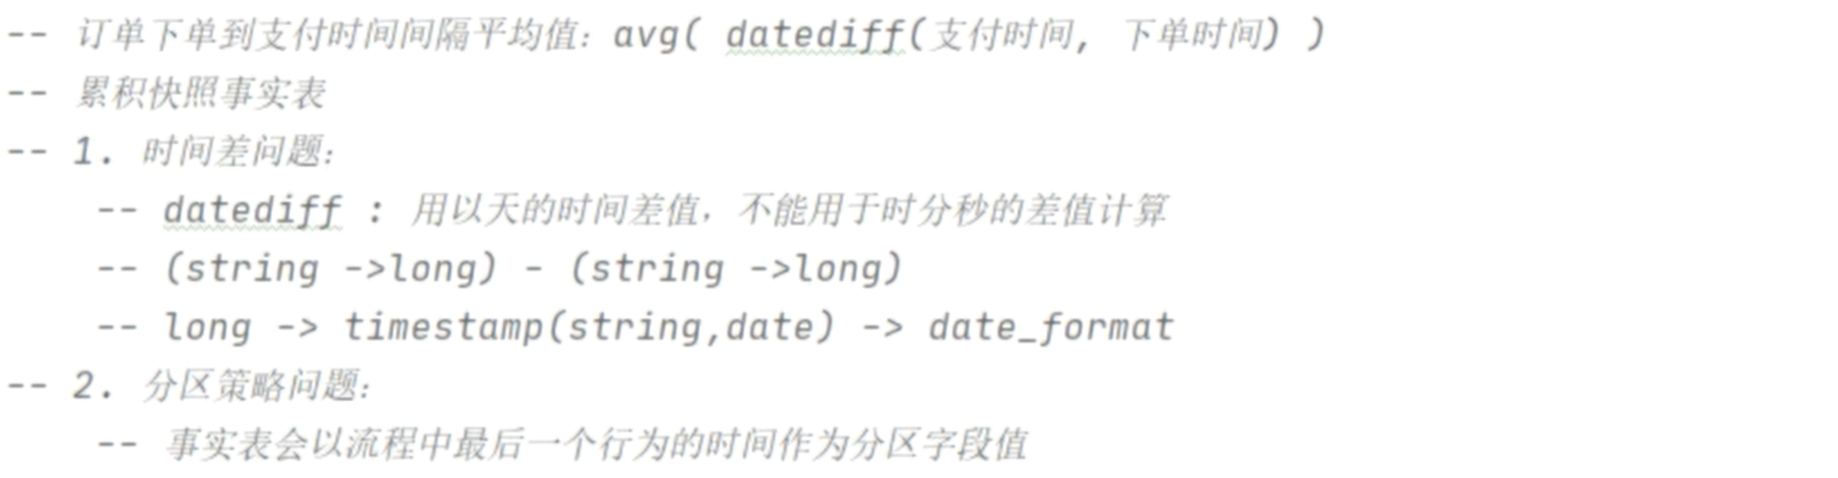 -- 订单下单到支付时间间隔平均值：avg( datediff(支付时间, 下单时间) )
-- 累积快照事实表
-- 1. 时间差问题：
-- datediff : 用以天的时间差值，不能用于时分秒的差值计算
-- (string ->long) - (string ->long)
-- long -> timestamp(string,date) -> date_format
-- 2. 分区策略问题：
-- 事实表会以流程中最后一个行为的时间作为分区字段值